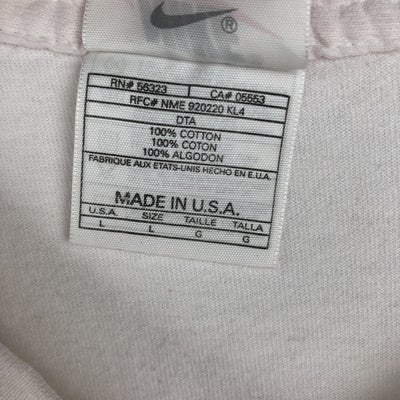 ®
RN# 56323 CA# 05553
RFC# NME 920220 KL4
DTA
100% COTTON
100% COTON
100% ALGODON
FABRIQUE AUX ETATS-UNIS HECHO EN E.U.A.
MADE IN U.S.A.
U.S.A. SIZE TAILLE TALLA
L L G G